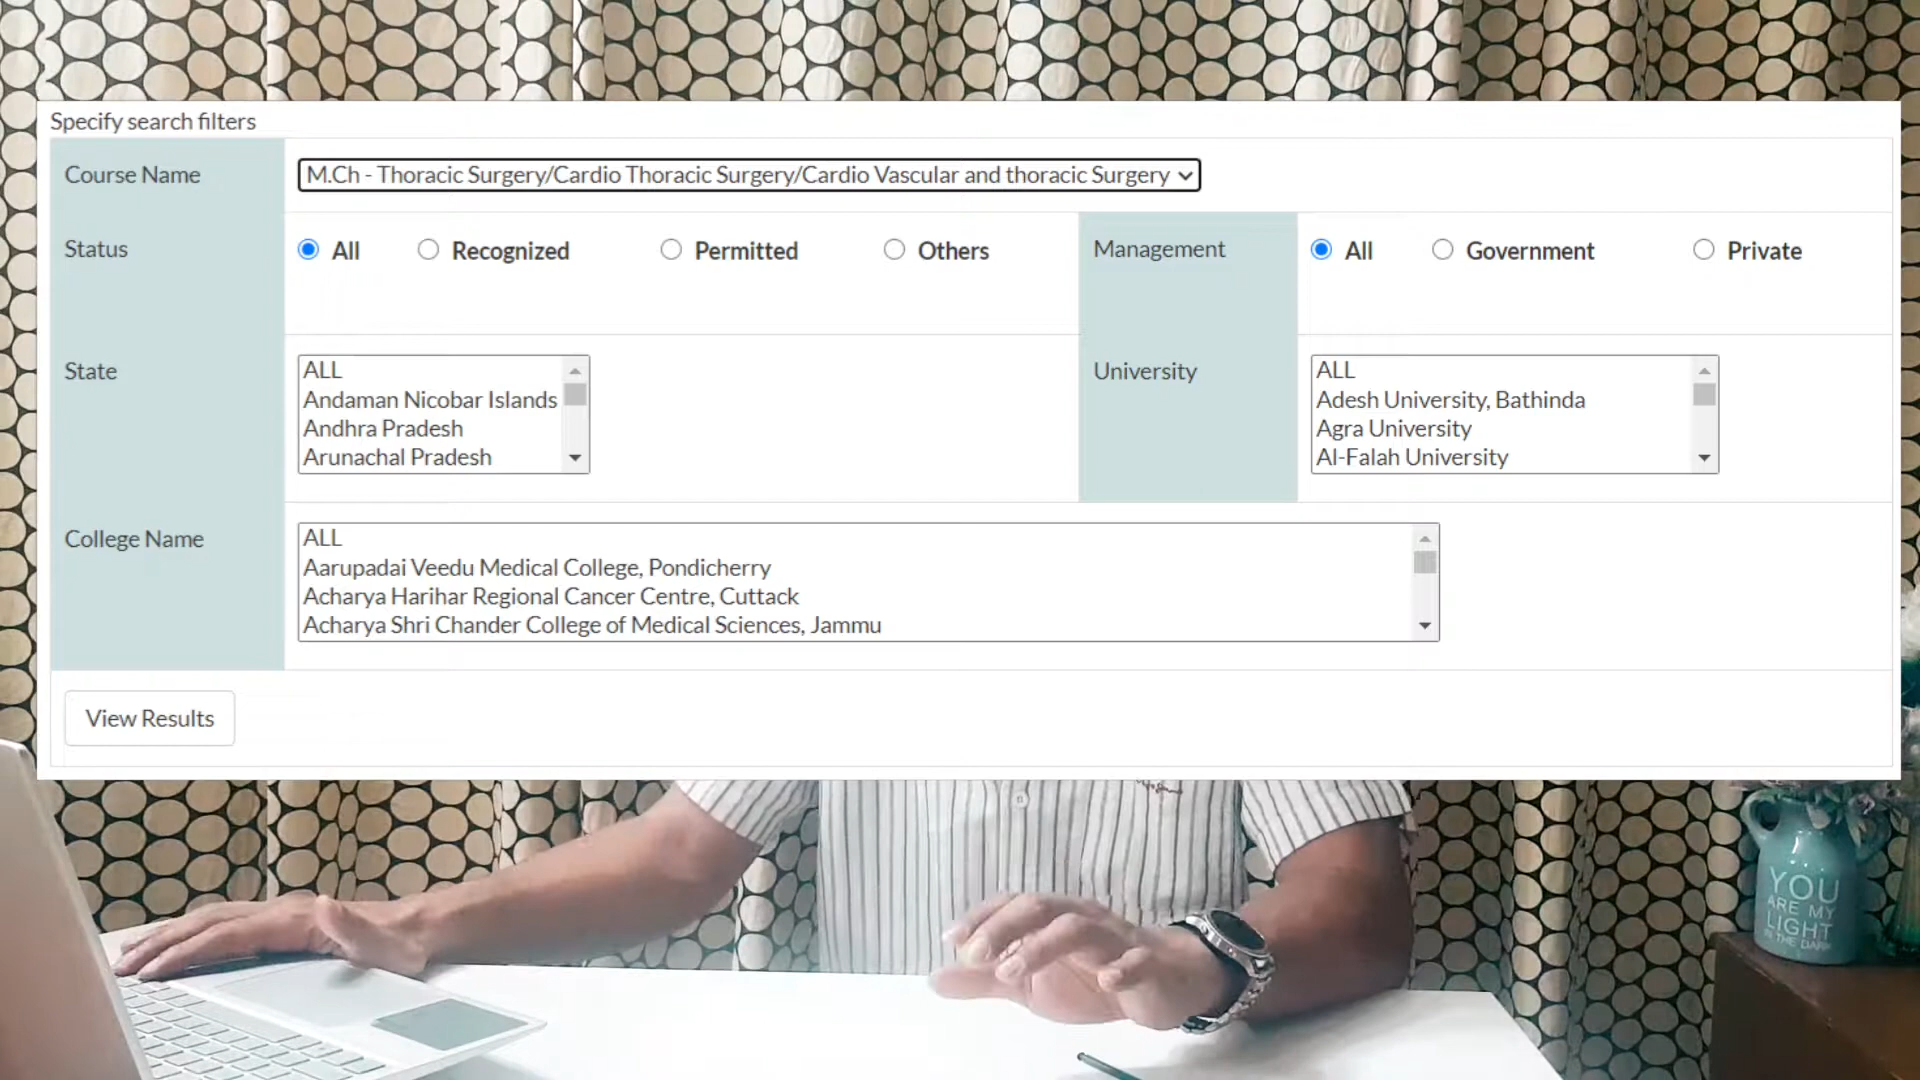 Specify search filters
Course Name
M.Ch - Thoracic Surgery/Cardio Thoracic Surgery/Cardio Vascular and thoracic Surgery
Status
All Recognized Permitted Others
Management
All Government Private
State
ALL
Andaman Nicobar Islands
Andhra Pradesh
Arunachal Pradesh
University
ALL
Adesh University, Bathinda
Agra University
Al-Falah University
College Name
ALL
Aarupadai Veedu Medical College, Pondicherry
Acharya Harihar Regional Cancer Centre, Cuttack
Acharya Shri Chander College of Medical Sciences, Jammu
View Results
YOU
ARE MY
LIGHT
IN THE DARK